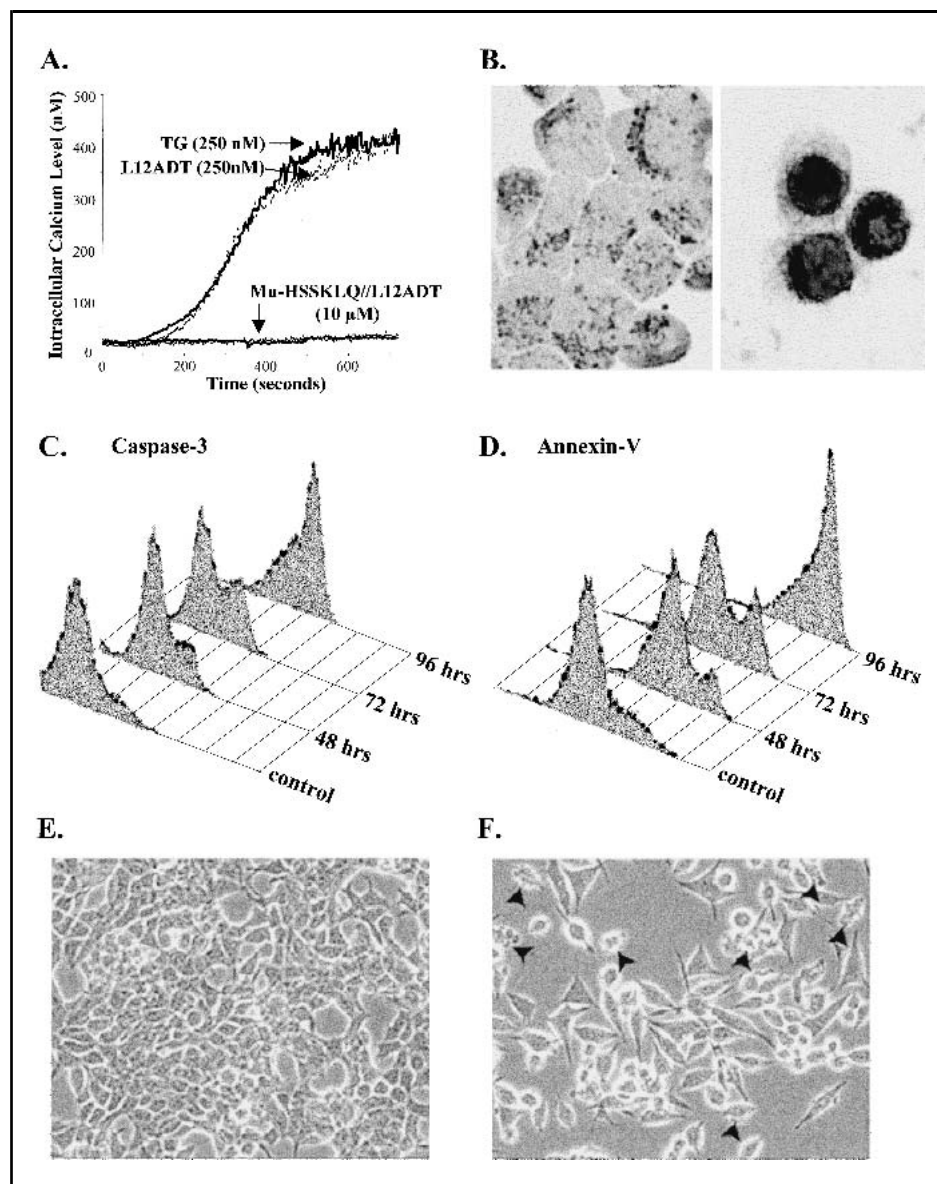 A.
500
400
300
200
100
0
Intracellular Calcium Level (nM)
TG (250 nM)
L12ADT (250nM)
Mu-HSSKLQ//L12ADT
(10 µM)
0
200
400
600
Time (seconds)
B.
C. Caspase-3
96 hrs
72 hrs
48 hrs
control
D. Annexin-V
96 hrs
72 hrs
48 hrs
control
E.
F.